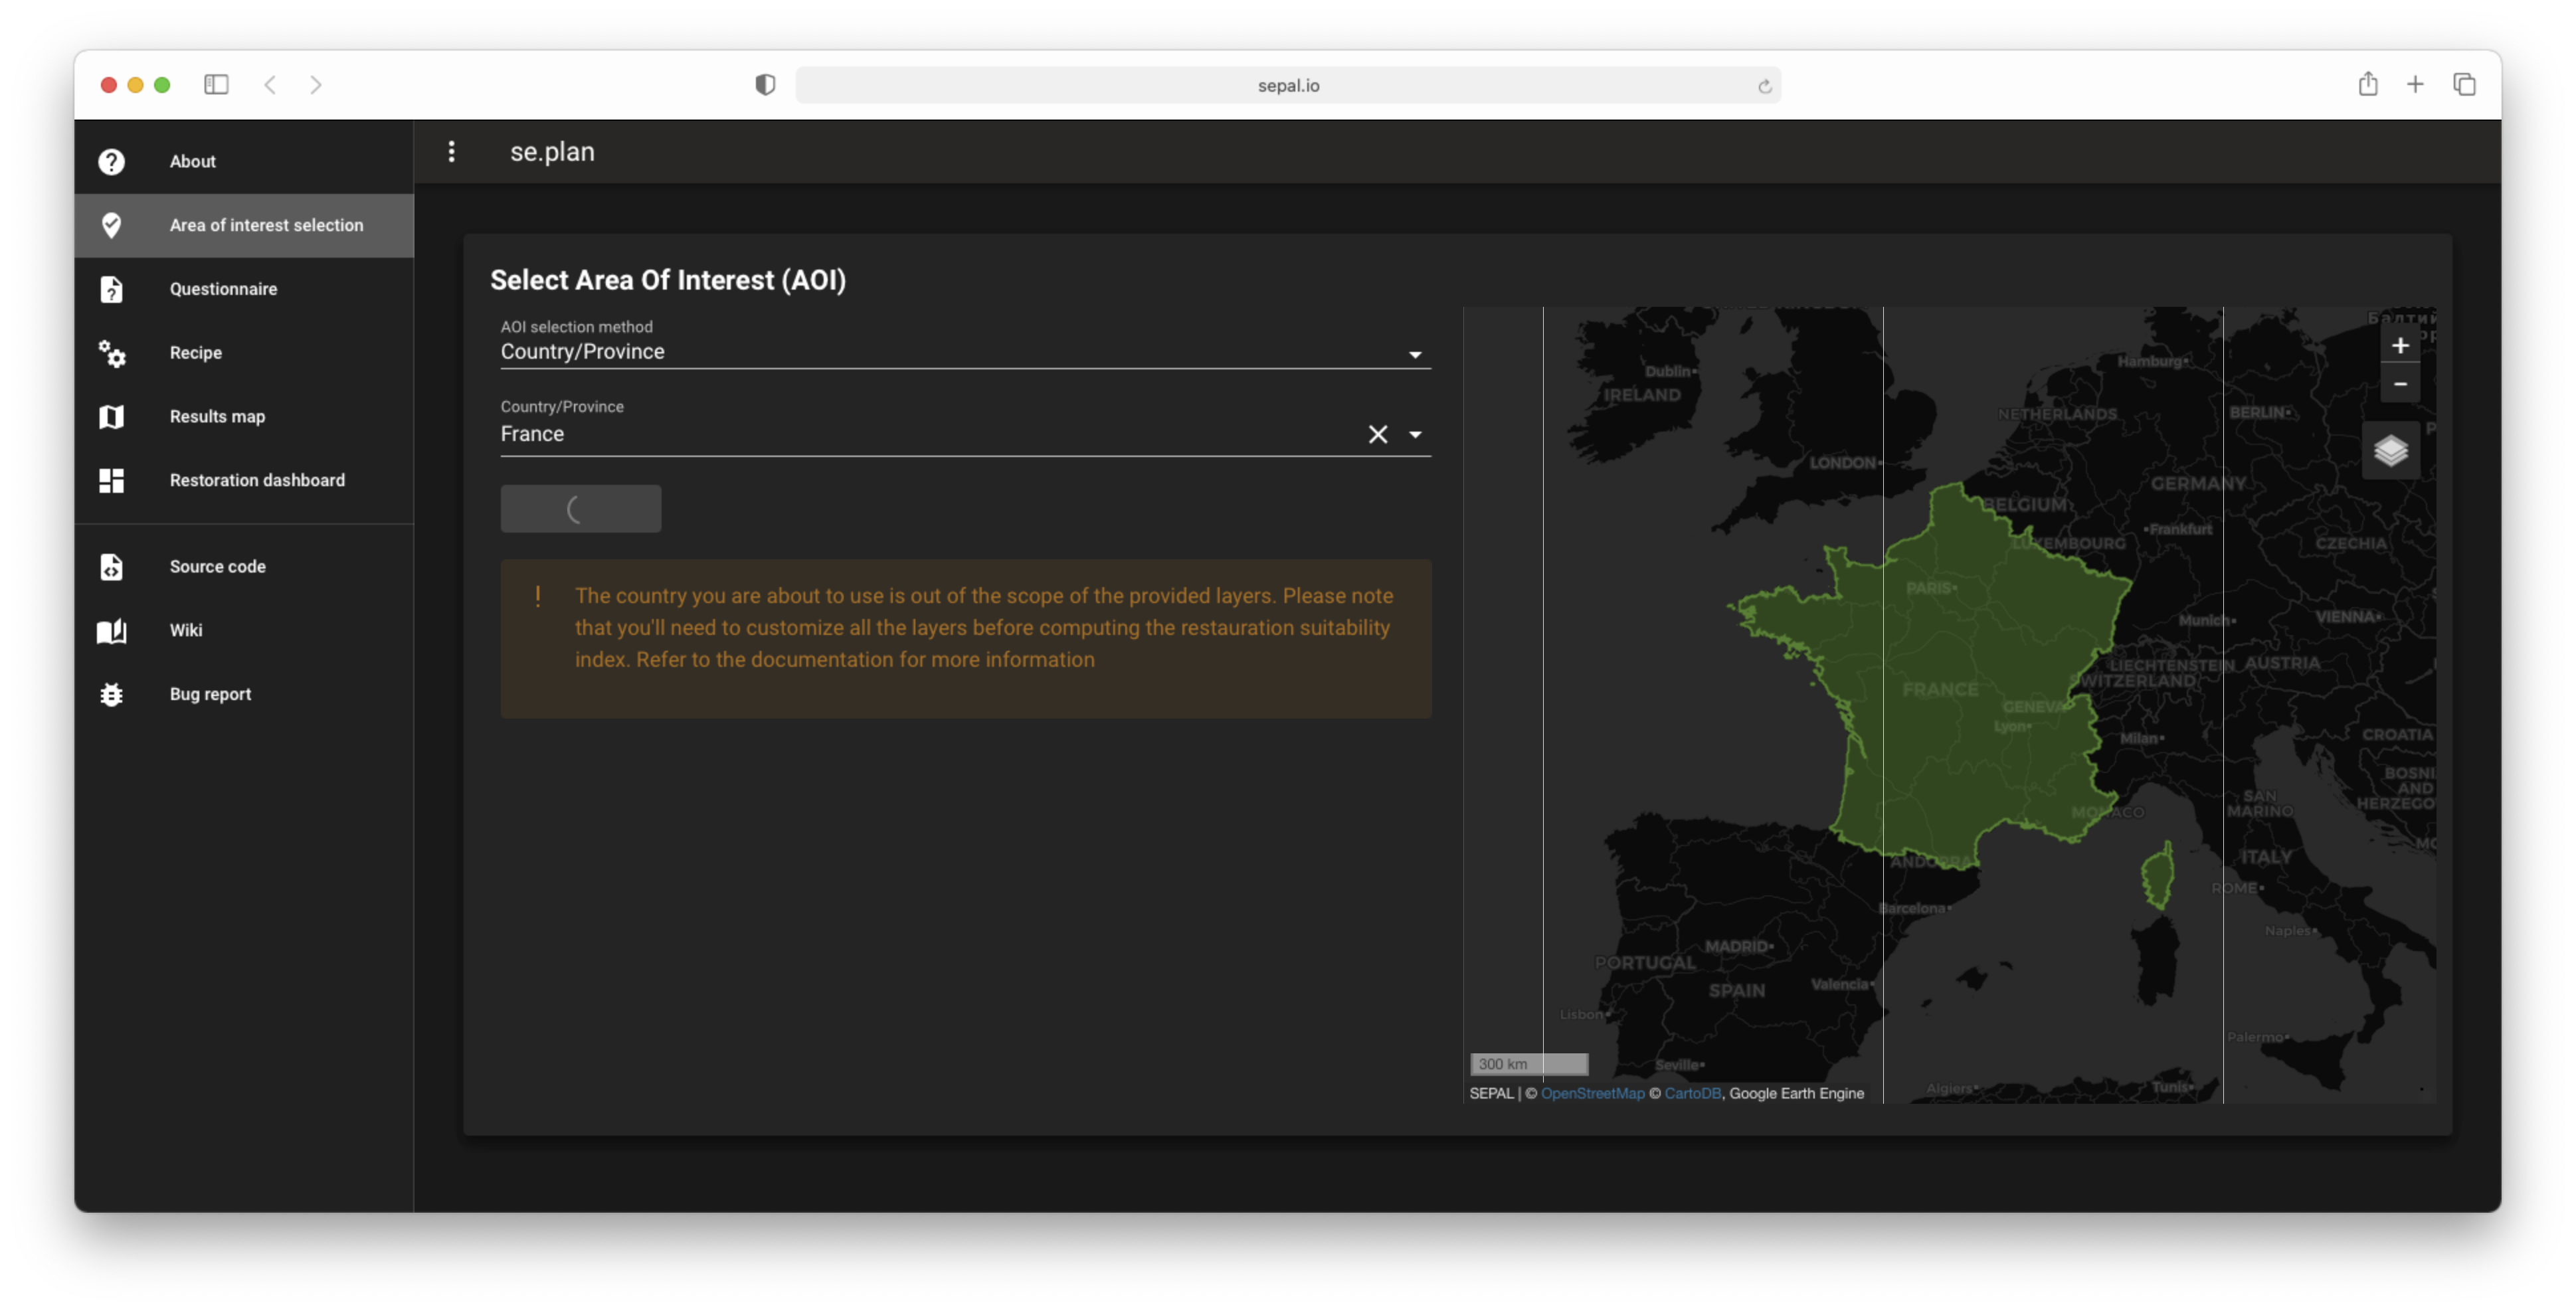 sepal.io
About
Area of interest selection
Questionnaire
Recipe
Results map
Restoration dashboard
Source code
Wiki
Bug report
se.plan
Select Area Of Interest (AOI)
AOI selection method
Country/Province
Country/Province
France
! The country you are about to use is out of the scope of the provided layers. Please note
that you'll need to customize all the layers before computing the restauration suitability
index. Refer to the documentation for more information
+
−
Dublin
IRELAND
LONDON
Hamburg
NETHERLANDS
BERLIN
GERMANY
BELGIUM
Frankfurt
LUXEMBOURG
CZECHIA
PARIS
Munich
VIENNA
LIECHTENSTEIN
AUSTRIA
SWITZERLAND
FRANCE
GENEVA
Lyon
Milan
CROATIA
BOSNI
AND
HERZEGO
SAN
MARINO
MONACO
ITALY
ANDORRA
ROME
Barcelona
Naples
MADRID
PORTUGAL
SPAIN
Valencia
Lisbon
Palermo
Seville
Algiers
Tunis
300 km
SEPAL | © OpenStreetMap © CartoDB, Google Earth Engine